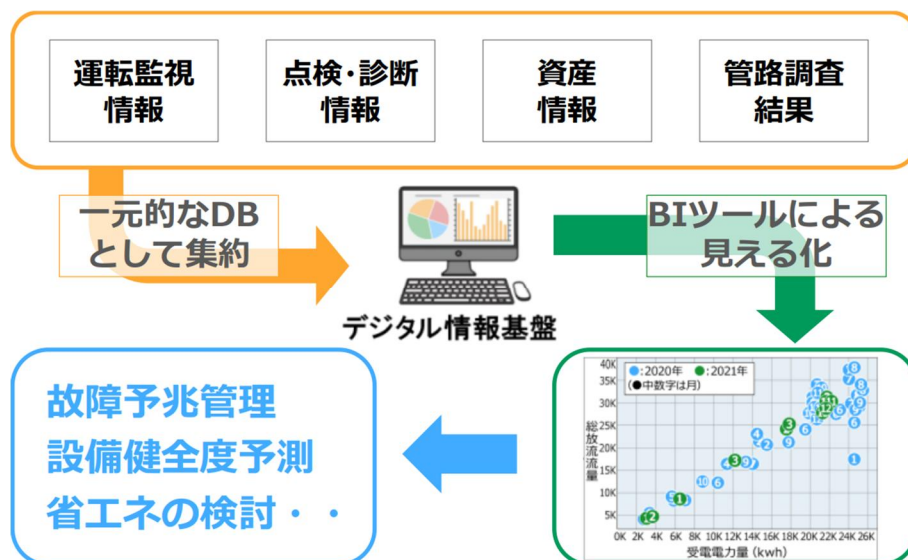 運転監視
情報
点検・診断
情報
資産
情報
管路調査
結果
一元的なDB
として集約
BIツールによる
見える化
デジタル情報基盤
故障予兆管理
設備健全度予測
省エネの検討・・
●:2020年 ●:2021年
(●中数字は月)
総放流流量
40K
35K
30K
25K
20K
15K
10K
5K
0K 2K 4K 6K 8K 10K 12K 14K 16K 18K 20K 22K 24K 26K
受電電力量(kwh)